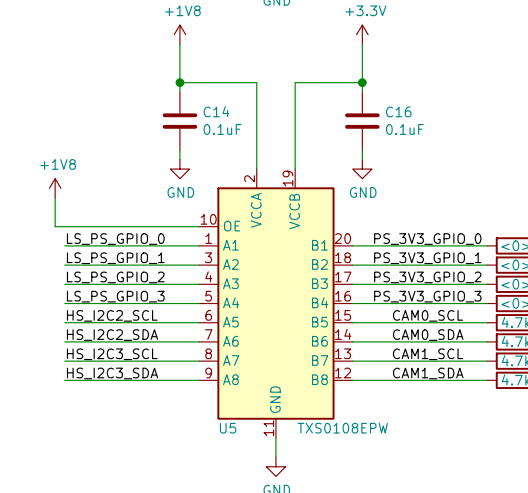 GND
+1V8 +3.3V
C14 C16
0.1uF 0.1uF
GND GND
+1V8
2 19
VCCA VCCB
10 OE
LS_PS_GPIO_0 1 A1 B1 20 PS_3V3_GPIO_0 <0>
LS_PS_GPIO_1 3 A2 B2 18 PS_3V3_GPIO_1 <0>
LS_PS_GPIO_2 4 A3 B3 17 PS_3V3_GPIO_2 <0>
LS_PS_GPIO_3 5 A4 B4 16 PS_3V3_GPIO_3 <0>
HS_I2C2_SCL 6 A5 B5 15 CAM0_SCL 4.7k
HS_I2C2_SDA 7 A6 B6 14 CAM0_SDA 4.7k
HS_I2C3_SCL 8 A7 B7 13 CAM1_SCL 4.7k
HS_I2C3_SDA 9 A8 B8 12 CAM1_SDA 4.7k
GND
11
U5 TXS0108EPW
GND